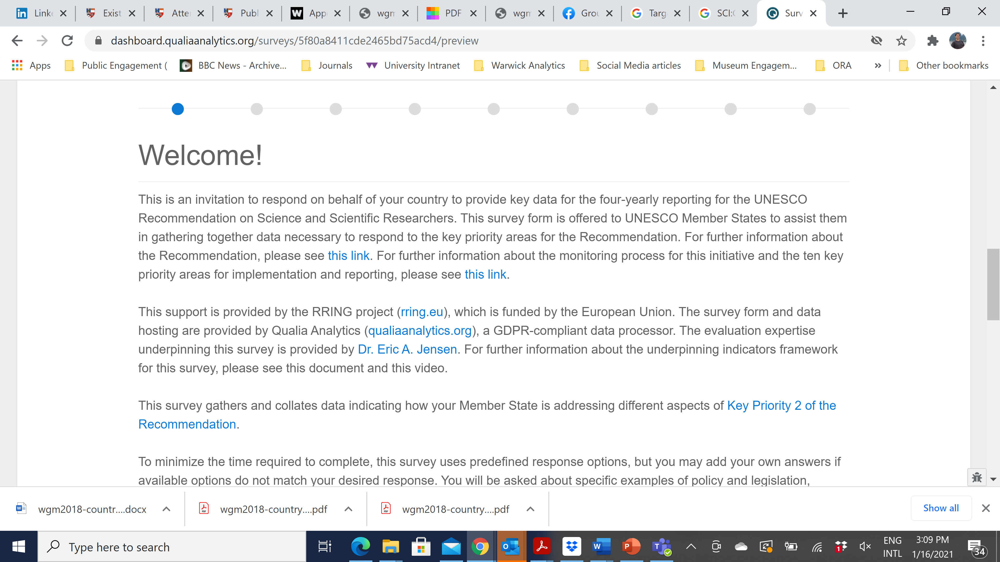 Linke
Exist
Atter
Publ
App
wgm
PDF
wgm
Grou
Targ
SCI:
Surv
dashboard.qualiaanalytics.org/surveys/5f80a8411cde2465bd75acd4/preview
Apps
Public Engagement (
BBC News - Archive...
Journals
University Intranet
Warwick Analytics
Social Media articles
Museum Engagem...
ORA
»
Other bookmarks
Welcome!
This is an invitation to respond on behalf of your country to provide key data for the four-yearly reporting for the UNESCO
Recommendation on Science and Scientific Researchers. This survey form is offered to UNESCO Member States to assist them
in gathering together data necessary to respond to the key priority areas for the Recommendation. For further information about
the Recommendation, please see this link. For further information about the monitoring process for this initiative and the ten key
priority areas for implementation and reporting, please see this link.
This support is provided by the RRING project (rring.eu), which is funded by the European Union. The survey form and data
hosting are provided by Qualia Analytics (qualiaanalytics.org), a GDPR-compliant data processor. The evaluation expertise
underpinning this survey is provided by Dr. Eric A. Jensen. For further information about the underpinning indicators framework
for this survey, please see this document and this video.
This survey gathers and collates data indicating how your Member State is addressing different aspects of Key Priority 2 of the
Recommendation.
To minimize the time required to complete, this survey uses predefined response options, but you may add your own answers if
available options do not match your desired response. You will be asked about specific examples of policy and legislation,
wgm2018-countr....docx
wgm2018-country....pdf
wgm2018-country....pdf
Show all
Type here to search
ENG
INTL
3:09 PM
1/16/2021
34